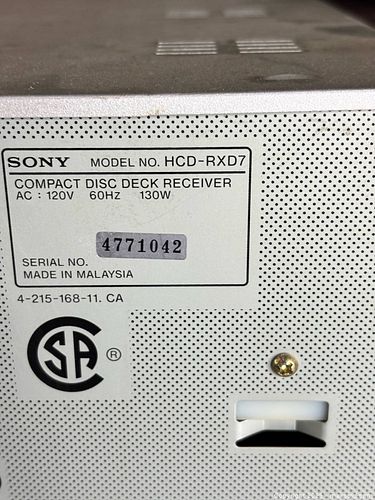 SONY MODEL NO. HCD-RXD7
COMPACT DISC DECK RECEIVER
AC : 120V 60Hz 130W
4771042
SERIAL NO.
MADE IN MALAYSIA
4-215-168-11. CA
CSA ®